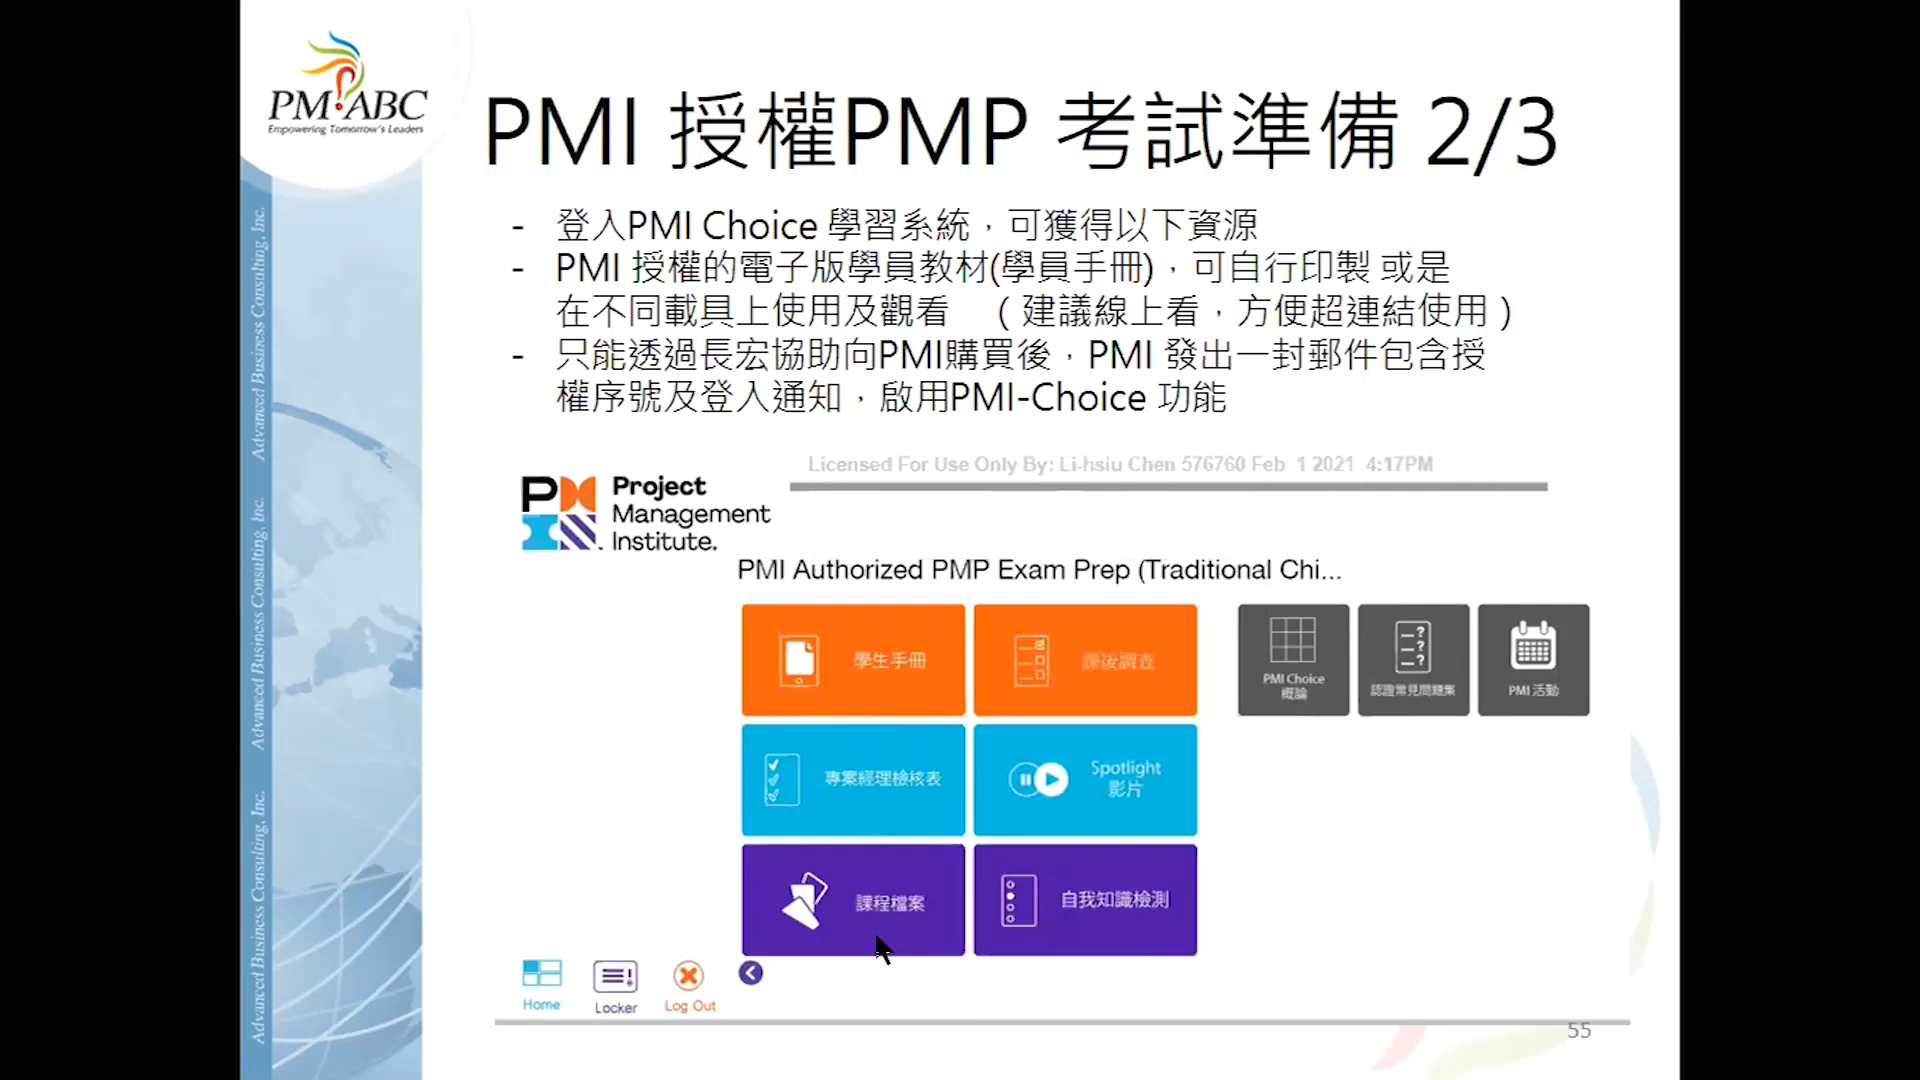 PM ABC
Empowering Tomorrow's Leaders
PMI 授權PMP 考試準備 2/3
- 登入PMI Choice 學習系統，可獲得以下資源
- PMI 授權的電子版學員教材(學員手冊)，可自行印製 或是
在不同載具上使用及觀看 （建議線上看，方便超連結使用）
- 只能透過長宏協助向PMI購買後，PMI 發出一封郵件包含授
權序號及登入通知，啟用PMI-Choice 功能
Advanced Business Consulting, Inc.
Advanced Business Consulting, Inc.
Advanced Business Consulting, Inc.
Licensed For Use Only By: Li-hsiu Chen 576760 Feb 1 2021 4:17PM
Project
Management
Institute.
PMI Authorized PMP Exam Prep (Traditional Chi...
學生手冊
課後調查
PMI Choice
概論
認證常見問題集
PMI 活動
專案經理檢核表
Spotlight
影片
課程檔案
自我知識檢測
Home
Locker
Log Out
55